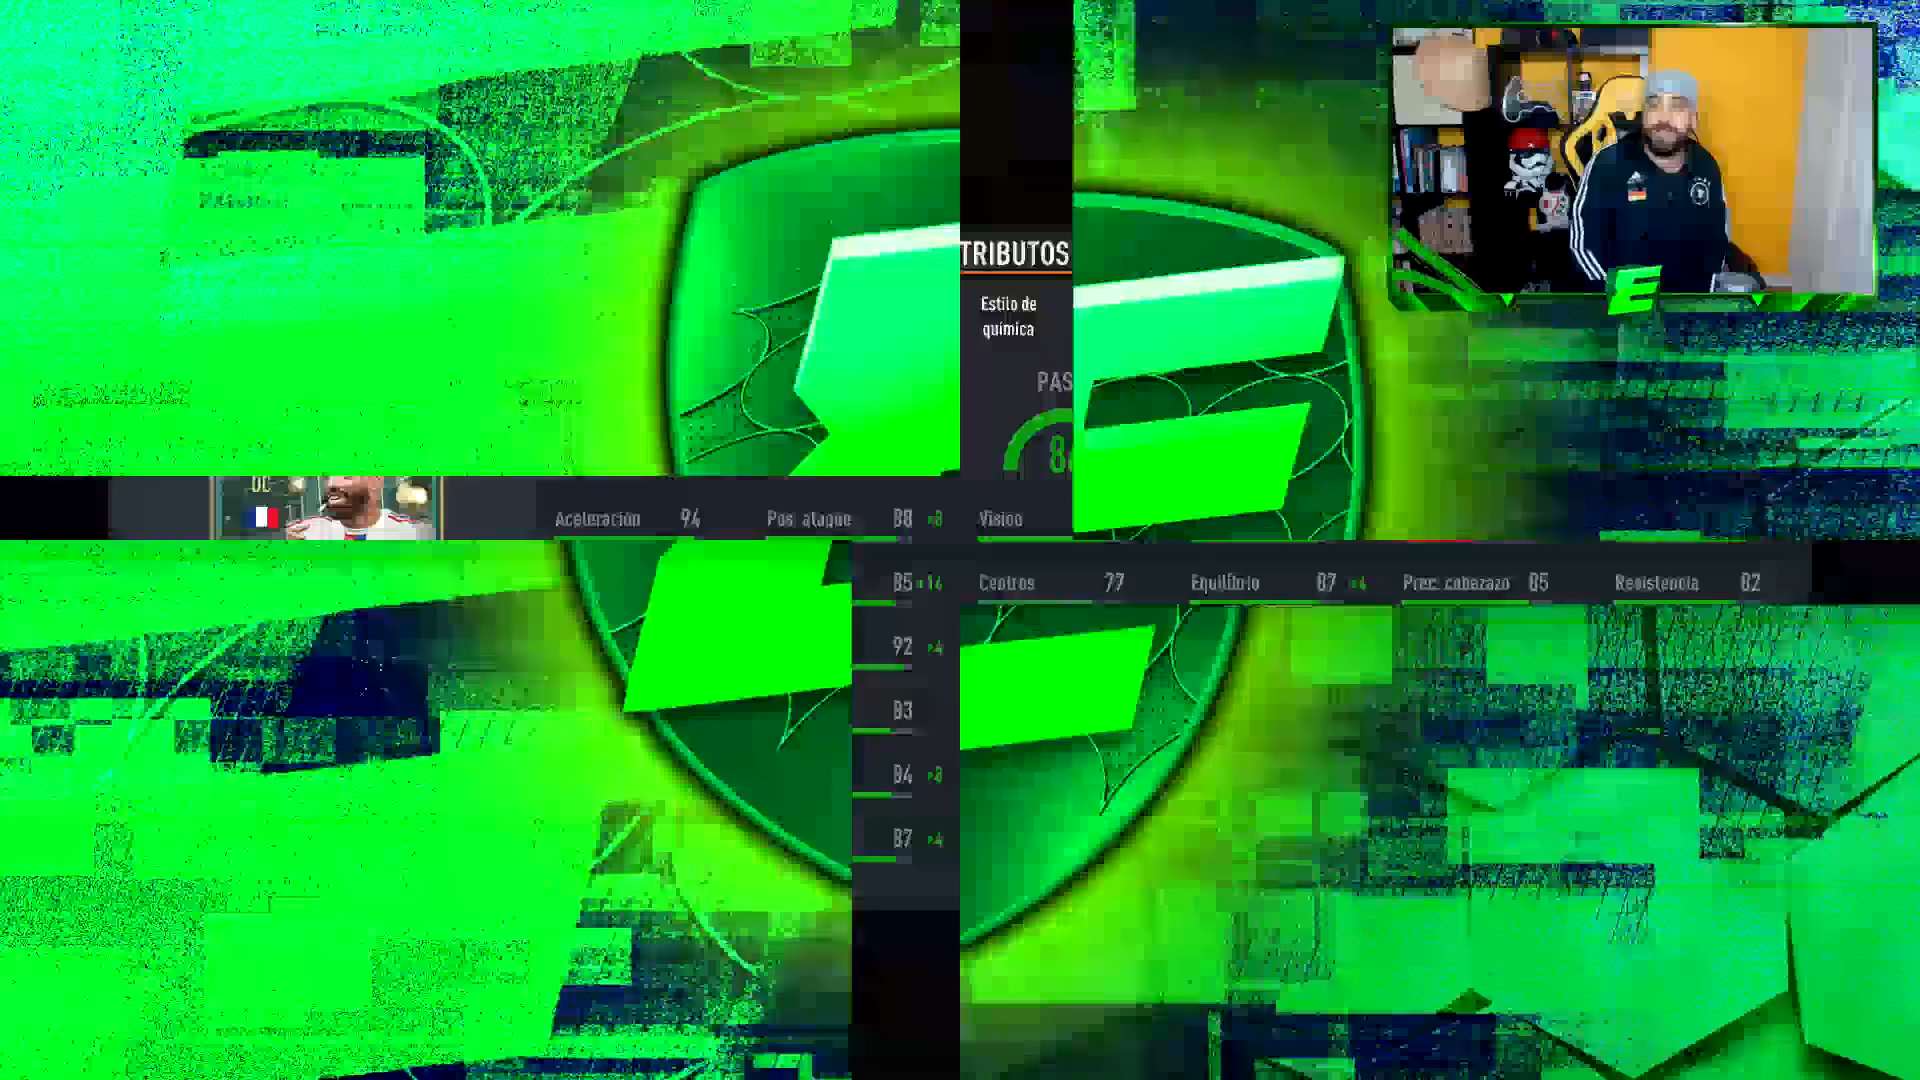 TRIBUTOS
Estilo de
química
PAS
DC
Aceleración 94 Pos. ataque 88 +8 Visión
85 +14 Centros 77 Equilibrio 87 +4 Prec. cabezazo 85 Resistencia 82
92 +4
83
84 +8
87 +4
E